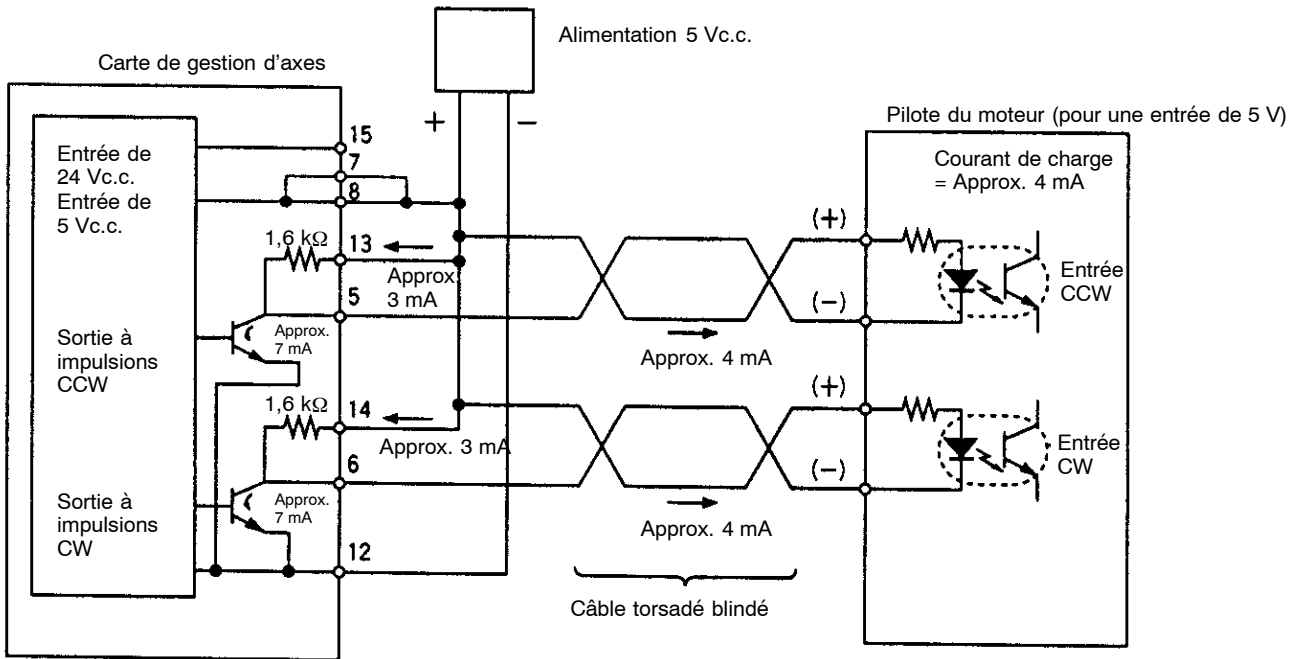 Alimentation 5 Vc.c.
Carte de gestion d'axes
+
−
Pilote du moteur (pour une entrée de 5 V)
15
Entrée de
24 Vc.c.
7
Entrée de
5 Vc.c.
8
Courant de charge
= Approx. 4 mA
1,6 kΩ
13
Approx.
3 mA
(+)
5
(−)
Entrée
CCW
Sortie à
impulsions
CCW
Approx.
7 mA
Approx. 4 mA
1,6 kΩ
14
Approx. 3 mA
(+)
6
(−)
Entrée
CW
Sortie à
impulsions
CW
Approx.
7 mA
Approx. 4 mA
12
Câble torsadé blindé